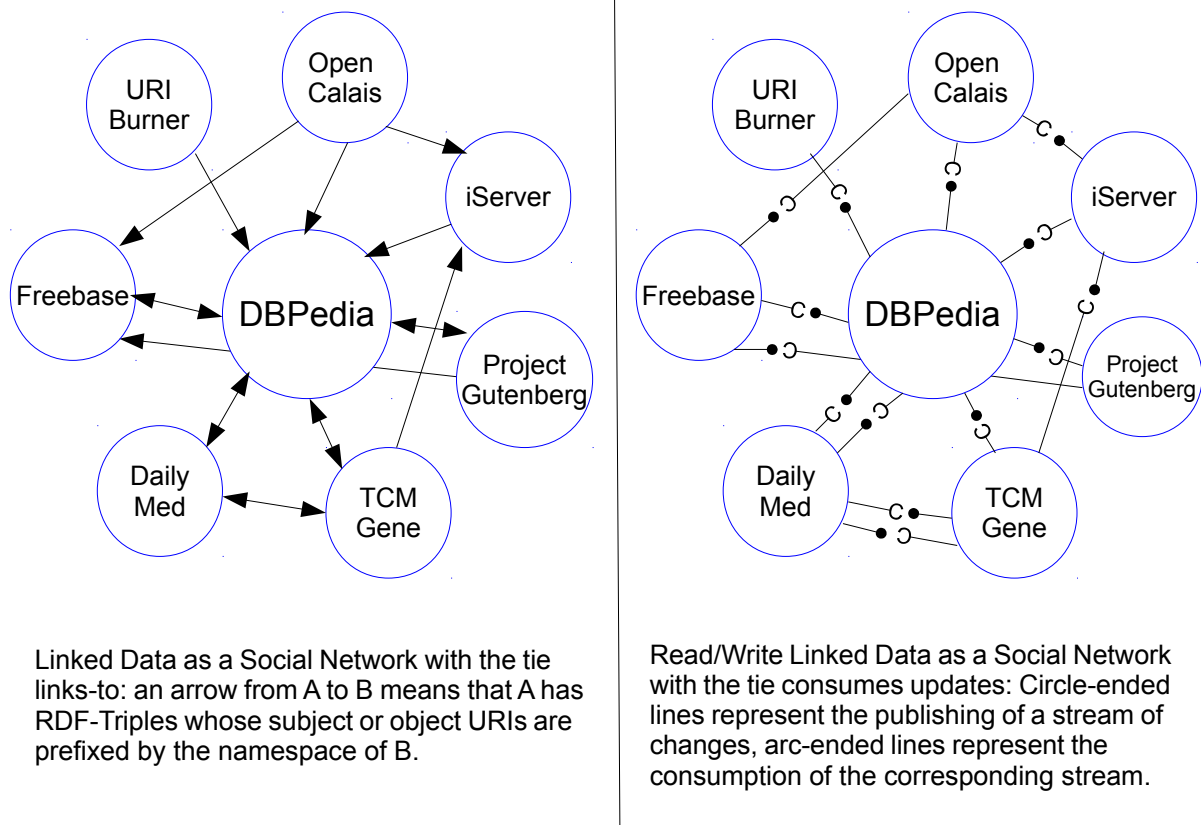 URI
Burner
Open
Calais
iServer
Freebase
DBPedia
Project
Gutenberg
Daily
Med
TCM
Gene
Linked Data as a Social Network with the tie
links-to: an arrow from A to B means that A has
RDF-Triples whose subject or object URIs are
prefixed by the namespace of B.
URI
Burner
Open
Calais
iServer
Freebase
DBPedia
Project
Gutenberg
Daily
Med
TCM
Gene
Read/Write Linked Data as a Social Network
with the tie consumes updates: Circle-ended
lines represent the publishing of a stream of
changes, arc-ended lines represent the
consumption of the corresponding stream.